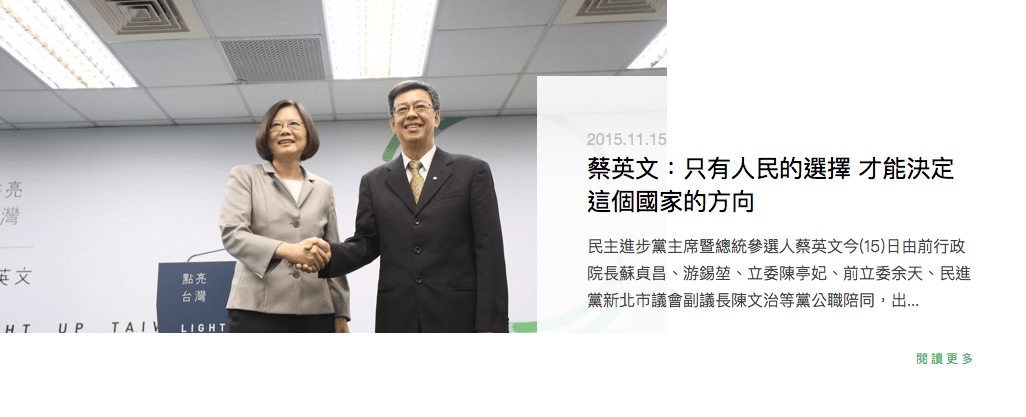 點亮
台灣
英文
HT UP TAIW
點亮
台灣
LIGHT
2015.11.15
蔡英文：只有人民的選擇 才能決定
這個國家的方向
民主進步黨主席暨總統參選人蔡英文今(15)日由前行政
院長蘇貞昌、游錫堃、立委陳亭妃、前立委余天、民進
黨新北市議會副議長陳文治等黨公職陪同，出...
閱讀更多